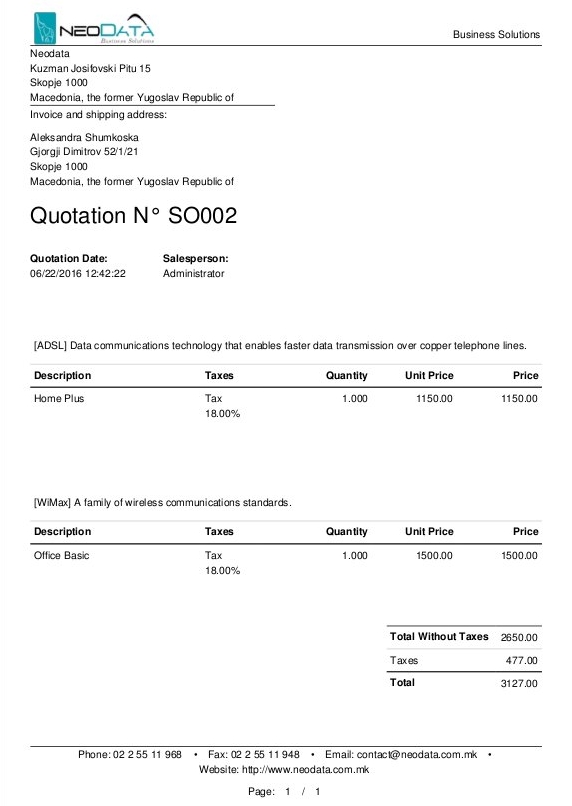 NEODATA
Business Solutions
Business Solutions
Neodata
Kuzman Josifovski Pitu 15
Skopje 1000
Macedonia, the former Yugoslav Republic of
Invoice and shipping address:
Aleksandra Shumkoska
Gjorgji Dimitrov 52/1/21
Skopje 1000
Macedonia, the former Yugoslav Republic of
Quotation N° SO002
Quotation Date: Salesperson:
06/22/2016 12:42:22 Administrator
[ADSL] Data communications technology that enables faster data transmission over copper telephone lines.
Description Taxes Quantity Unit Price Price
Home Plus Tax 1.000 1150.00 1150.00
18.00%
[WiMax] A family of wireless communications standards.
Description Taxes Quantity Unit Price Price
Office Basic Tax 1.000 1500.00 1500.00
18.00%
Total Without Taxes 2650.00
Taxes 477.00
Total 3127.00
Phone: 02 2 55 11 968 • Fax: 02 2 55 11 948 • Email: contact@neodata.com.mk •
Website: http://www.neodata.com.mk
Page: 1 / 1